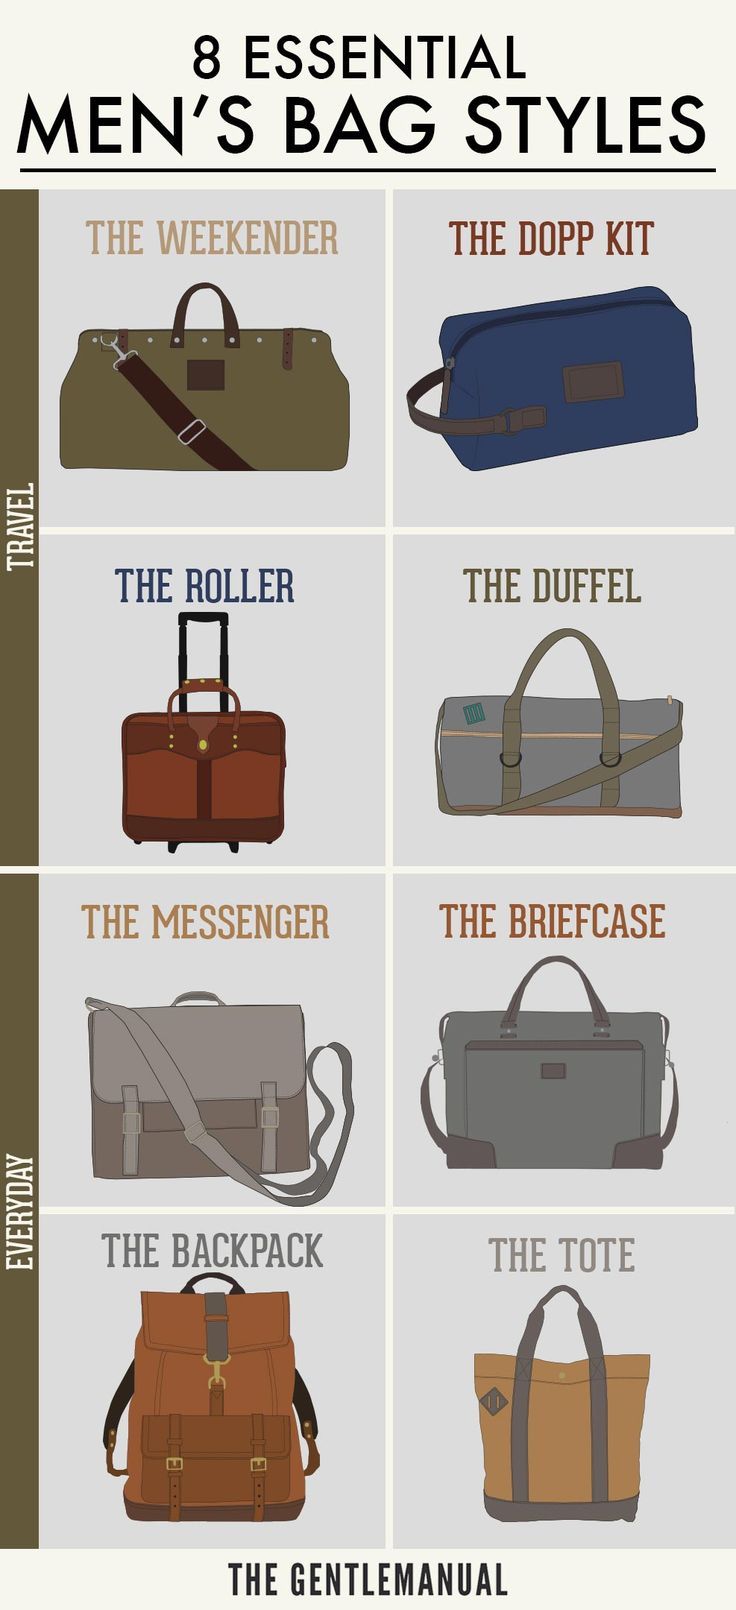 8 ESSENTIAL
MEN'S BAG STYLES
TRAVEL
THE WEEKENDER
THE DOPP KIT
THE ROLLER
THE DUFFEL
EVERYDAY
THE MESSENGER
THE BRIEFCASE
THE BACKPACK
THE TOTE
THE GENTLEMANUAL